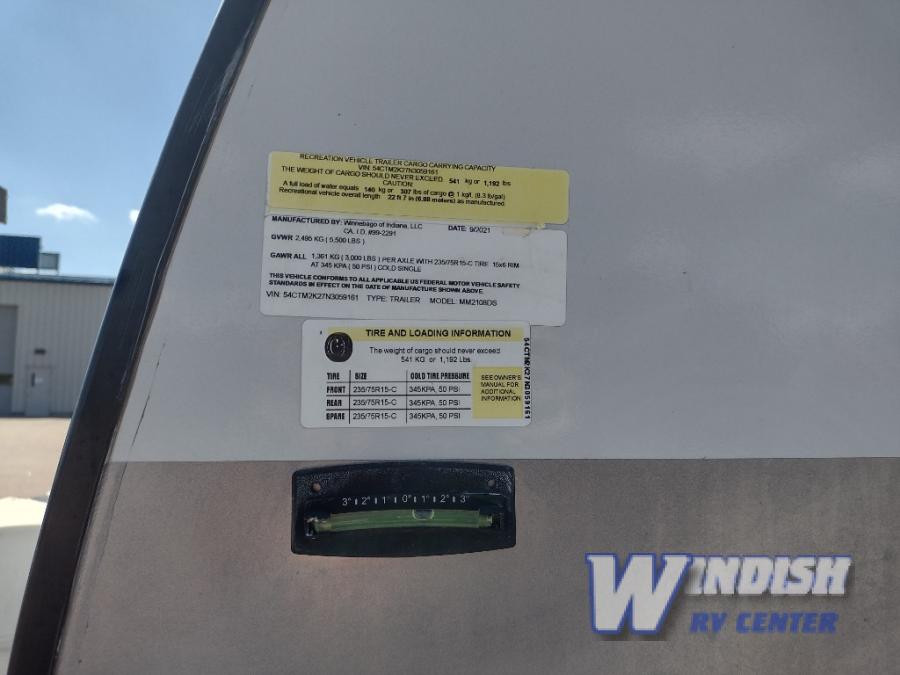 RECREATION VEHICLE TRAILER CARGO CARRYING CAPACITY
VIN: 54CTM2K27N3059161
THE WEIGHT OF CARGO SHOULD NEVER EXCEED 541 kg or 1,192 lbs
CAUTION:
A full load of water equals 140 kg or 307 lbs of cargo @ 1 kg/l. (8.3 lb/gal)
Recreational vehicle overall length 22 ft 7 in (6.88 meters) as manufactured.
MANUFACTURED BY: Winnebago of Indiana, LLC DATE: 9/2021
CA. I.D. #99-2291
GVWR 2,495 KG ( 5,500 LBS )
GAWR ALL 1,361 KG ( 3,000 LBS ) PER AXLE WITH 235/75R15-C TIRE 15x6 RIM
AT 345 KPA ( 50 PSI ) COLD SINGLE
THIS VEHICLE CONFORMS TO ALL APPLICABLE US FEDERAL MOTOR VEHICLE SAFETY
STANDARDS IN EFFECT ON THE DATE OF MANUFACTURE SHOWN ABOVE.
VIN: 54CTM2K27N3059161 TYPE: TRAILER MODEL: MM2108DS
TIRE AND LOADING INFORMATION
The weight of cargo should never exceed
541 KG or 1,192 Lbs.
TIRE SIZE COLD TIRE PRESSURE
FRONT 235/75R15-C 345KPA, 50 PSI
REAR 235/75R15-C 345KPA, 50 PSI
SPARE 235/75R15-C 345KPA, 50 PSI
SEE OWNER'S
MANUAL FOR
ADDITIONAL
INFORMATION
54CTM2K27N3059161
3° 2° 1 0° 1° 2° 3°
WINDISH
RV CENTER